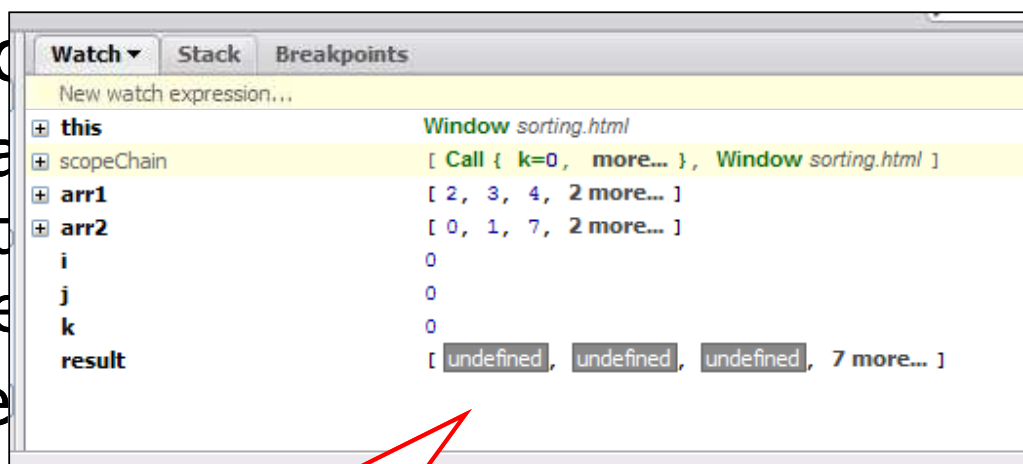 Watch ▾ Stack Breakpoints
New watch expression...
this Window sorting.html
scopeChain [ Call { k=0, more... }, Window sorting.html ]
arr1 [ 2, 3, 4, 2 more... ]
arr2 [ 0, 1, 7, 2 more... ]
i 0
j 0
k 0
result [ undefined, undefined, undefined, 7 more... ]